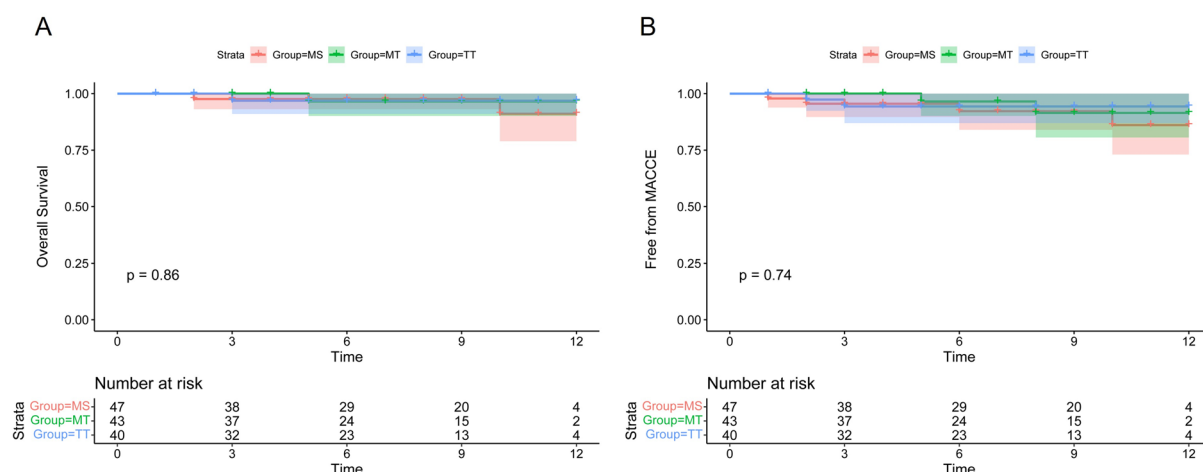 A
Strata Group=MS Group=MT Group=TT
1.00
0.75
0.50
0.25
0.00
Overall Survival
p = 0.86
0 3 6 9 12
Time
Number at risk
Strata
Group=MS 47 38 29 20 4
Group=MT 43 37 24 15 2
Group=TT 40 32 23 13 4
0 3 6 9 12
Time
B
Strata Group=MS Group=MT Group=TT
1.00
0.75
0.50
0.25
0.00
Free from MACCE
p = 0.74
0 3 6 9 12
Time
Number at risk
Strata
Group=MS 47 38 29 20 4
Group=MT 43 37 24 15 2
Group=TT 40 32 23 13 4
0 3 6 9 12
Time